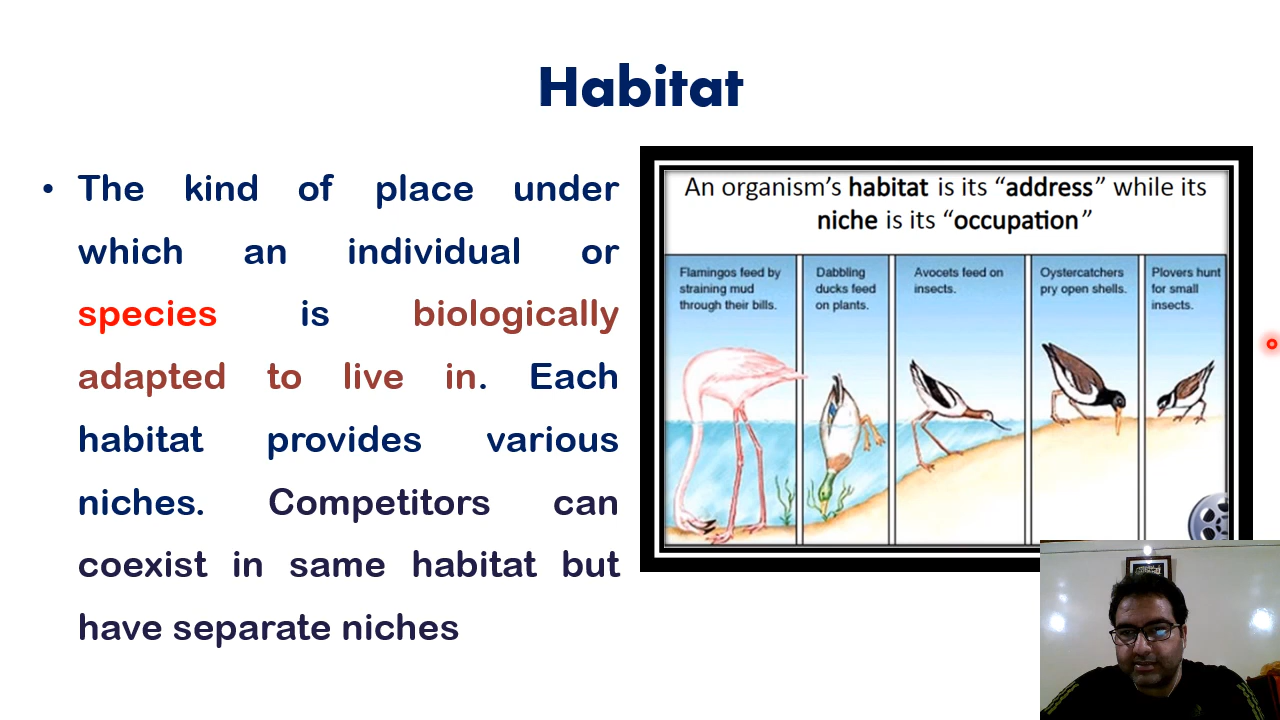 Habitat
• The kind of place under
which an individual or
species is biologically
adapted to live in. Each
habitat provides various
niches. Competitors can
coexist in same habitat but
have separate niches
An organism’s habitat is its “address” while its
niche is its “occupation”
Flamingos feed by
straining mud
through their bills.
Dabbling
ducks feed
on plants.
Avocets feed on
insects.
Oystercatchers
pry open shells.
Plovers hunt
for small
insects.